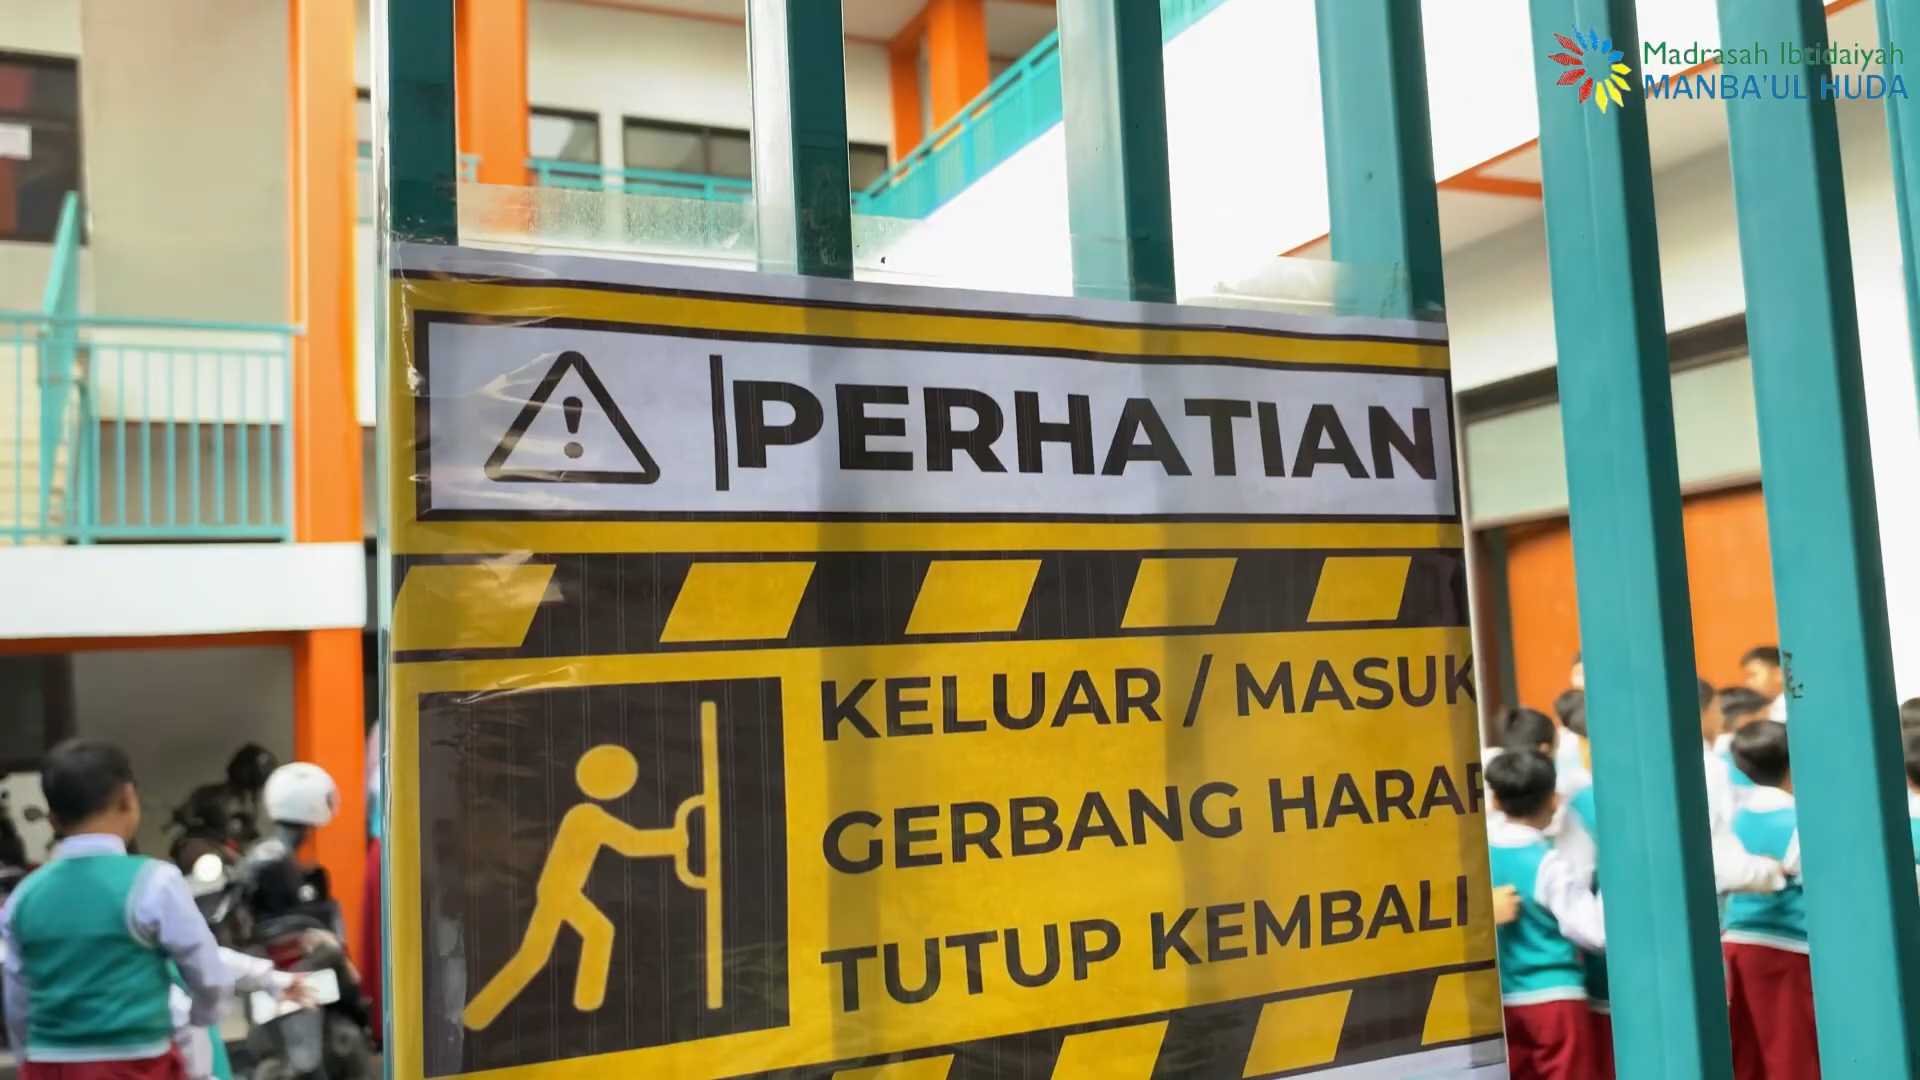 Madrasah Ibtidaiyah
MANBA'UL HUDA
PERHATIAN
KELUAR / MASUK
GERBANG HARAP
TUTUP KEMBALI